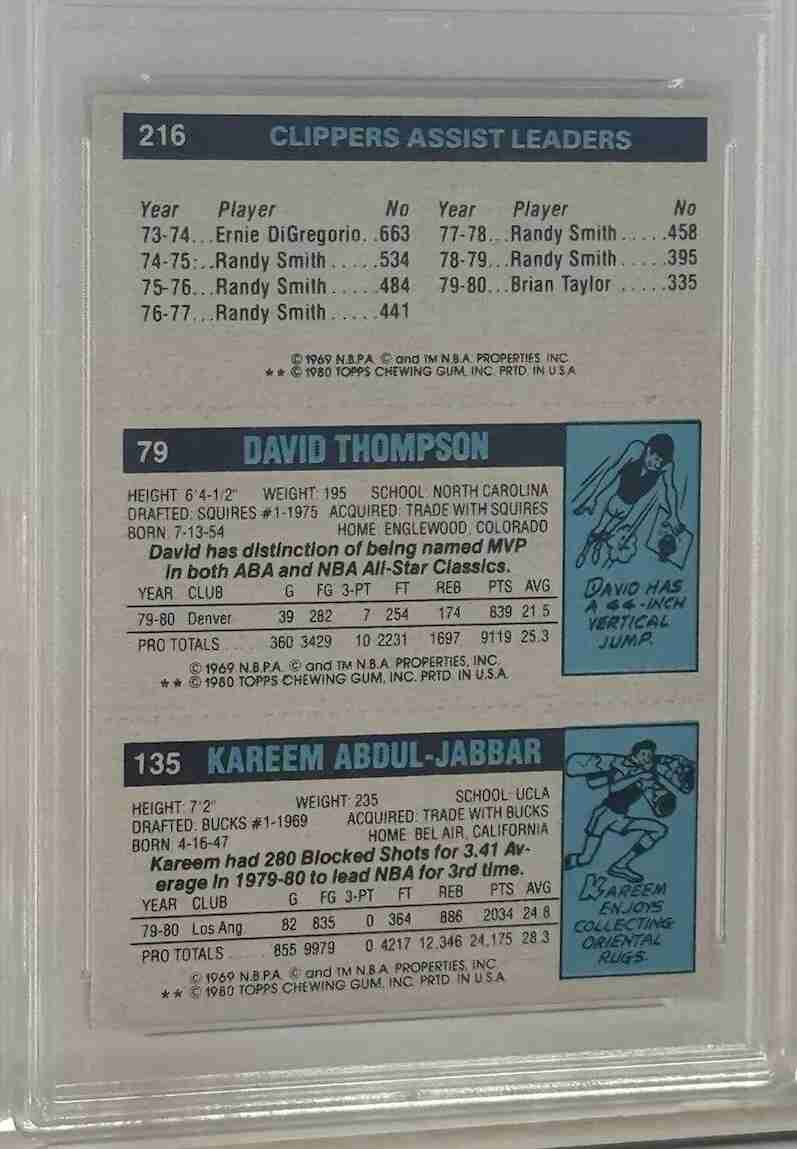 216 CLIPPERS ASSIST LEADERS
Year Player No Year Player No
73-74...Ernie DiGregorio..663 77-78...Randy Smith.....458
74-75:..Randy Smith.....534 78-79...Randy Smith.....395
75-76...Randy Smith.....484 79-80...Brian Taylor.....335
76-77...Randy Smith.....441
© 1969 N.B.P.A. © and TM N.B.A. PROPERTIES, INC.
★★ © 1980 TOPPS CHEWING GUM, INC. PRTD. IN U.S.A.
79 DAVID THOMPSON
HEIGHT: 6'4-1/2" WEIGHT: 195 SCHOOL: NORTH CAROLINA
DRAFTED: SQUIRES #1-1975 ACQUIRED: TRADE WITH SQUIRES
BORN: 7-13-54 HOME: ENGLEWOOD, COLORADO
David has distinction of being named MVP
in both ABA and NBA All-Star Classics.
YEAR CLUB G FG 3-PT FT REB PTS AVG
79-80 Denver 39 282 7 254 174 839 21.5
PRO TOTALS..... 360 3429 10 2231 1697 9119 25.3
© 1969 N.B.P.A. © and TM N.B.A. PROPERTIES, INC.
★★ © 1980 TOPPS CHEWING GUM, INC. PRTD. IN U.S.A.
DAVID HAS
A 44-INCH
VERTICAL
JUMP.
135 KAREEM ABDUL-JABBAR
HEIGHT: 7'2" WEIGHT: 235 SCHOOL: UCLA
DRAFTED: BUCKS #1-1969 ACQUIRED: TRADE WITH BUCKS
BORN: 4-16-47 HOME: BEL AIR, CALIFORNIA
Kareem had 280 Blocked Shots for 3.41 Av-
erage in 1979-80 to lead NBA for 3rd time.
YEAR CLUB G FG 3-PT FT REB PTS AVG
79-80 Los Ang. 82 835 0 364 886 2034 24.8
PRO TOTALS..... 855 9979 0 4217 12,346 24,175 28.3
© 1969 N.B.P.A. © and TM N.B.A. PROPERTIES, INC.
★★ © 1980 TOPPS CHEWING GUM, INC. PRTD. IN U.S.A.
KAREEM
ENJOYS
COLLECTING
ORIENTAL
RUGS.